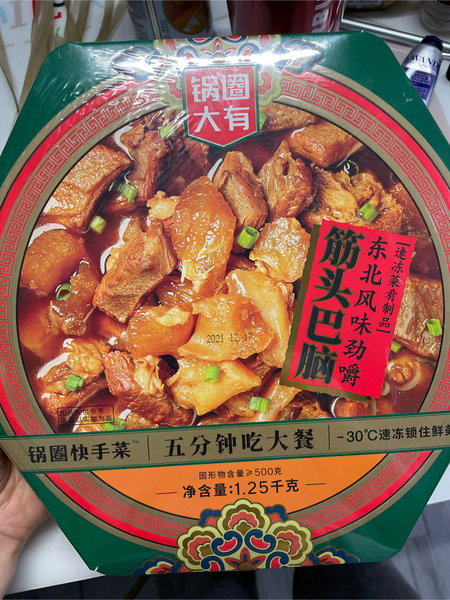 锅圈
大有
[速冻菜肴制品]
东北风味劲嚼
筋头巴脑
2021 12 17
锅圈快手菜™
五分钟吃大餐
-30℃速冻锁住鲜美
固形物含量≥500克
净含量:1.25千克